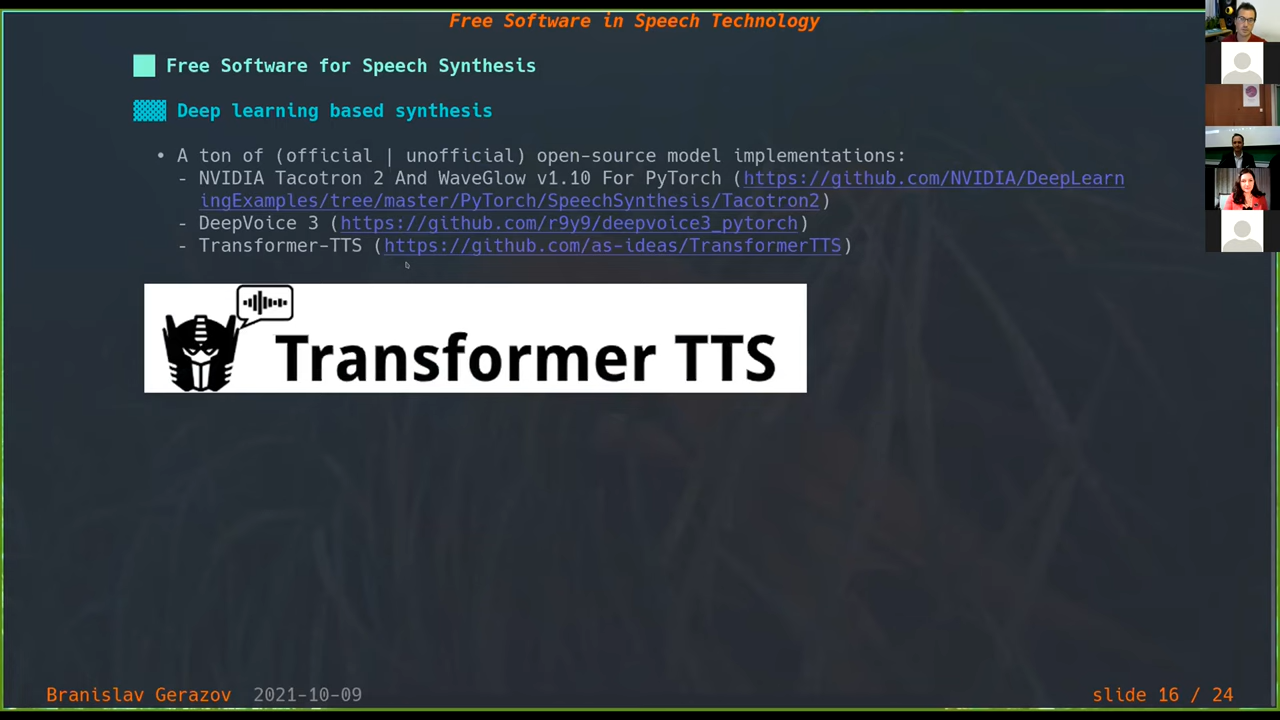 Free Software in Speech Technology
Free Software for Speech Synthesis
Deep learning based synthesis
• A ton of (official | unofficial) open-source model implementations:
- NVIDIA Tacotron 2 And WaveGlow v1.10 For PyTorch (https://github.com/NVIDIA/DeepLearn
ingExamples/tree/master/PyTorch/SpeechSynthesis/Tacotron2)
- DeepVoice 3 (https://github.com/r9y9/deepvoice3_pytorch)
- Transformer-TTS (https://github.com/as-ideas/TransformerTTS)
Transformer TTS
Branislav Gerazov 2021-10-09
slide 16 / 24